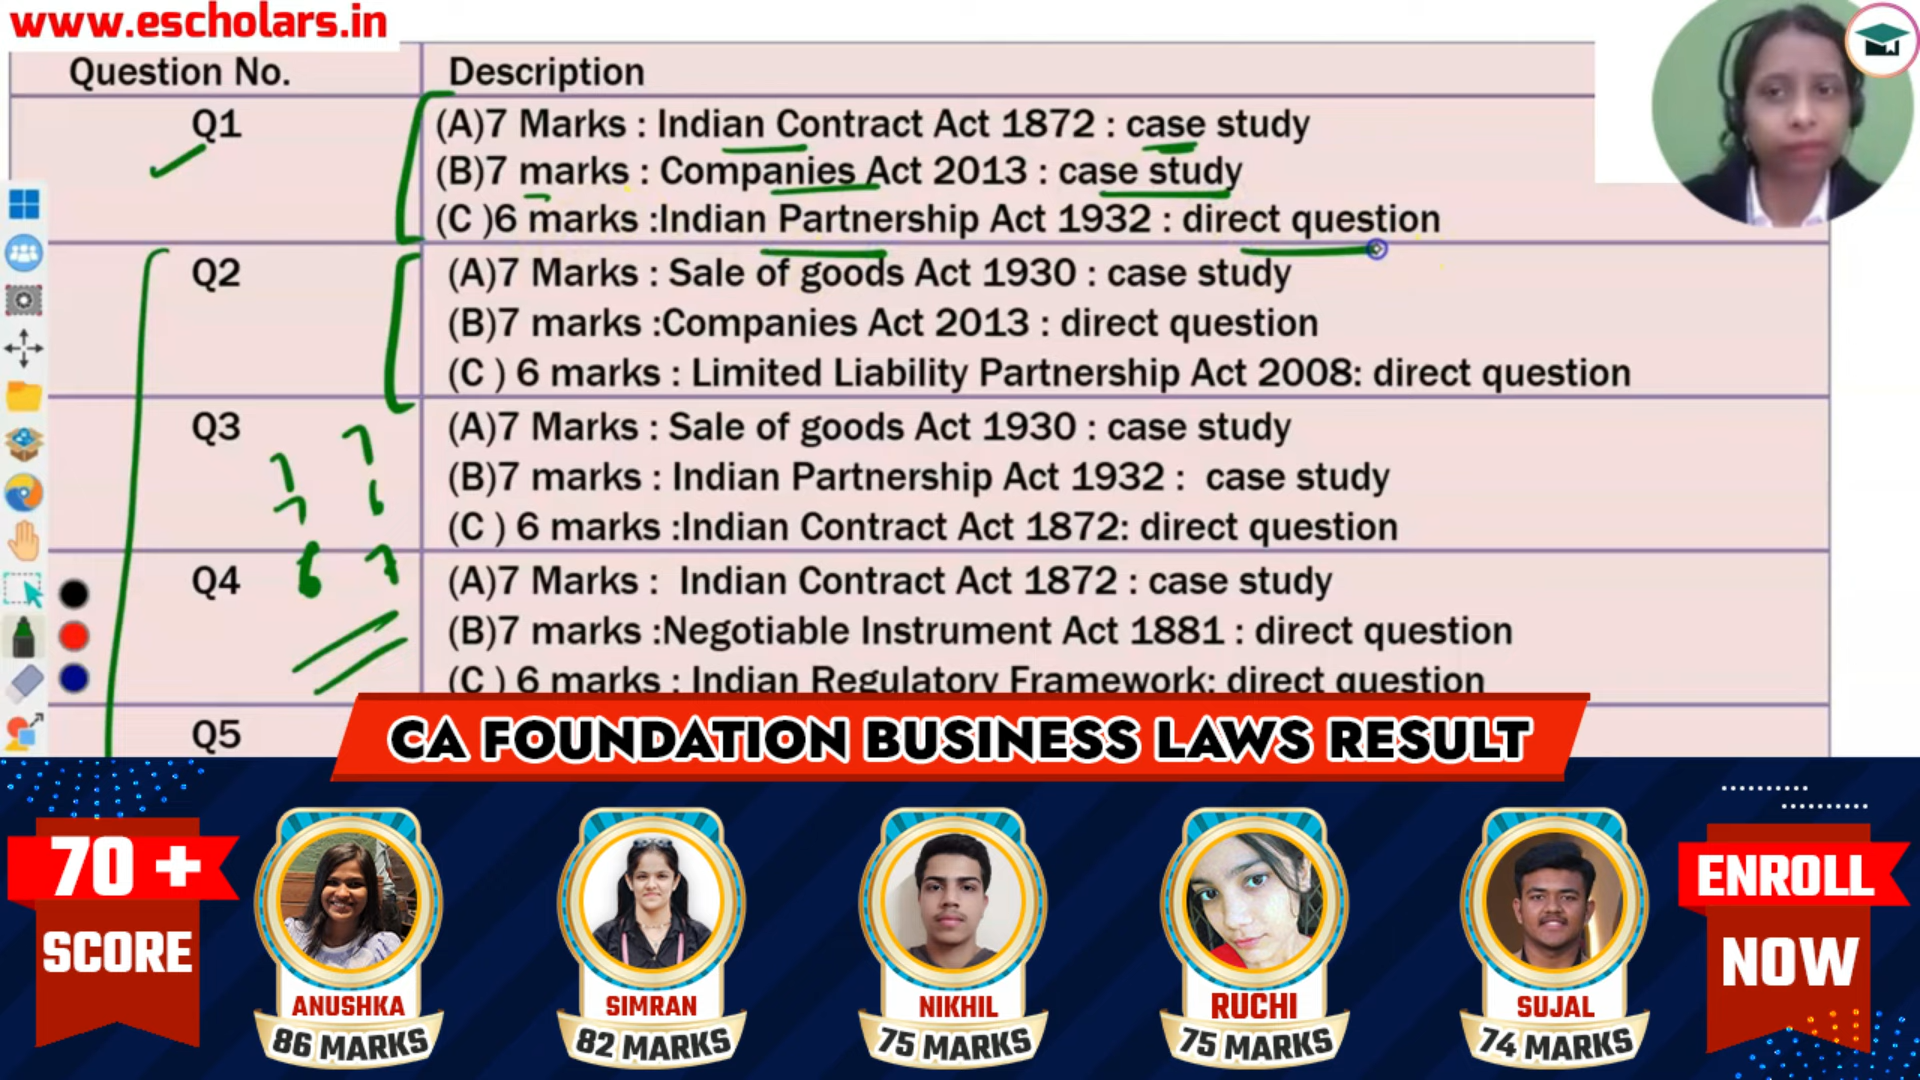 www.escholars.in
Question No. Description
Q1
(A)7 Marks : Indian Contract Act 1872 : case study
(B)7 marks : Companies Act 2013 : case study
(C )6 marks :Indian Partnership Act 1932 : direct question
Q2
(A)7 Marks : Sale of goods Act 1930 : case study
(B)7 marks :Companies Act 2013 : direct question
(C ) 6 marks : Limited Liability Partnership Act 2008: direct question
Q3
(A)7 Marks : Sale of goods Act 1930 : case study
(B)7 marks : Indian Partnership Act 1932 : case study
(C ) 6 marks :Indian Contract Act 1872: direct question
7 7
7 6
6 7
Q4
(A)7 Marks : Indian Contract Act 1872 : case study
(B)7 marks :Negotiable Instrument Act 1881 : direct question
(C ) 6 marks : Indian Regulatory Framework: direct question
Q5
CA FOUNDATION BUSINESS LAWS RESULT
70 +
SCORE
ANUSHKA
86 MARKS
SIMRAN
82 MARKS
NIKHIL
75 MARKS
RUCHI
75 MARKS
SUJAL
74 MARKS
ENROLL
NOW